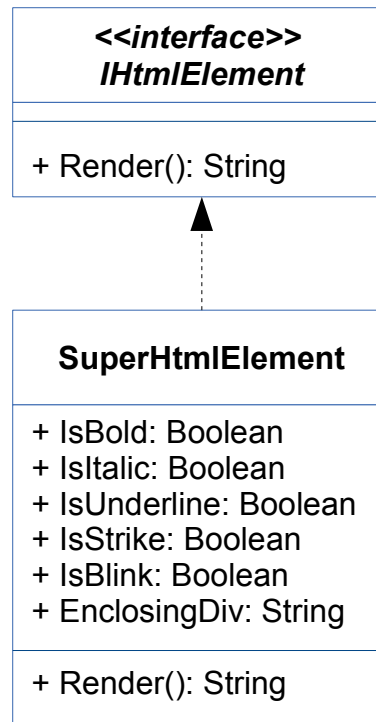 <<interface>>
IHtmlElement
+ Render(): String
SuperHtmlElement
+ IsBold: Boolean
+ IsItalic: Boolean
+ IsUnderline: Boolean
+ IsStrike: Boolean
+ IsBlink: Boolean
+ EnclosingDiv: String
+ Render(): String